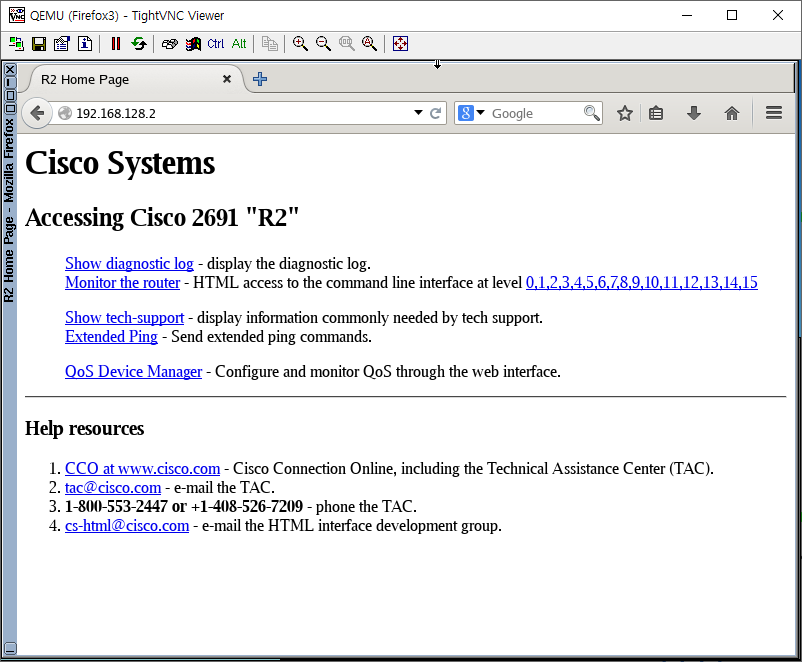 QEMU (Firefox3) - TightVNC Viewer
Ctrl Alt
R2 Home Page
192.168.128.2
Google
R2 Home Page - Mozilla Firefox
Cisco Systems
Accessing Cisco 2691 "R2"
Show diagnostic log - display the diagnostic log.
Monitor the router - HTML access to the command line interface at level 0,1,2,3,4,5,6,7,8,9,10,11,12,13,14,15
Show tech-support - display information commonly needed by tech support.
Extended Ping - Send extended ping commands.
QoS Device Manager - Configure and monitor QoS through the web interface.
Help resources
1. CCO at www.cisco.com - Cisco Connection Online, including the Technical Assistance Center (TAC).
2. tac@cisco.com - e-mail the TAC.
3. 1-800-553-2447 or +1-408-526-7209 - phone the TAC.
4. cs-html@cisco.com - e-mail the HTML interface development group.